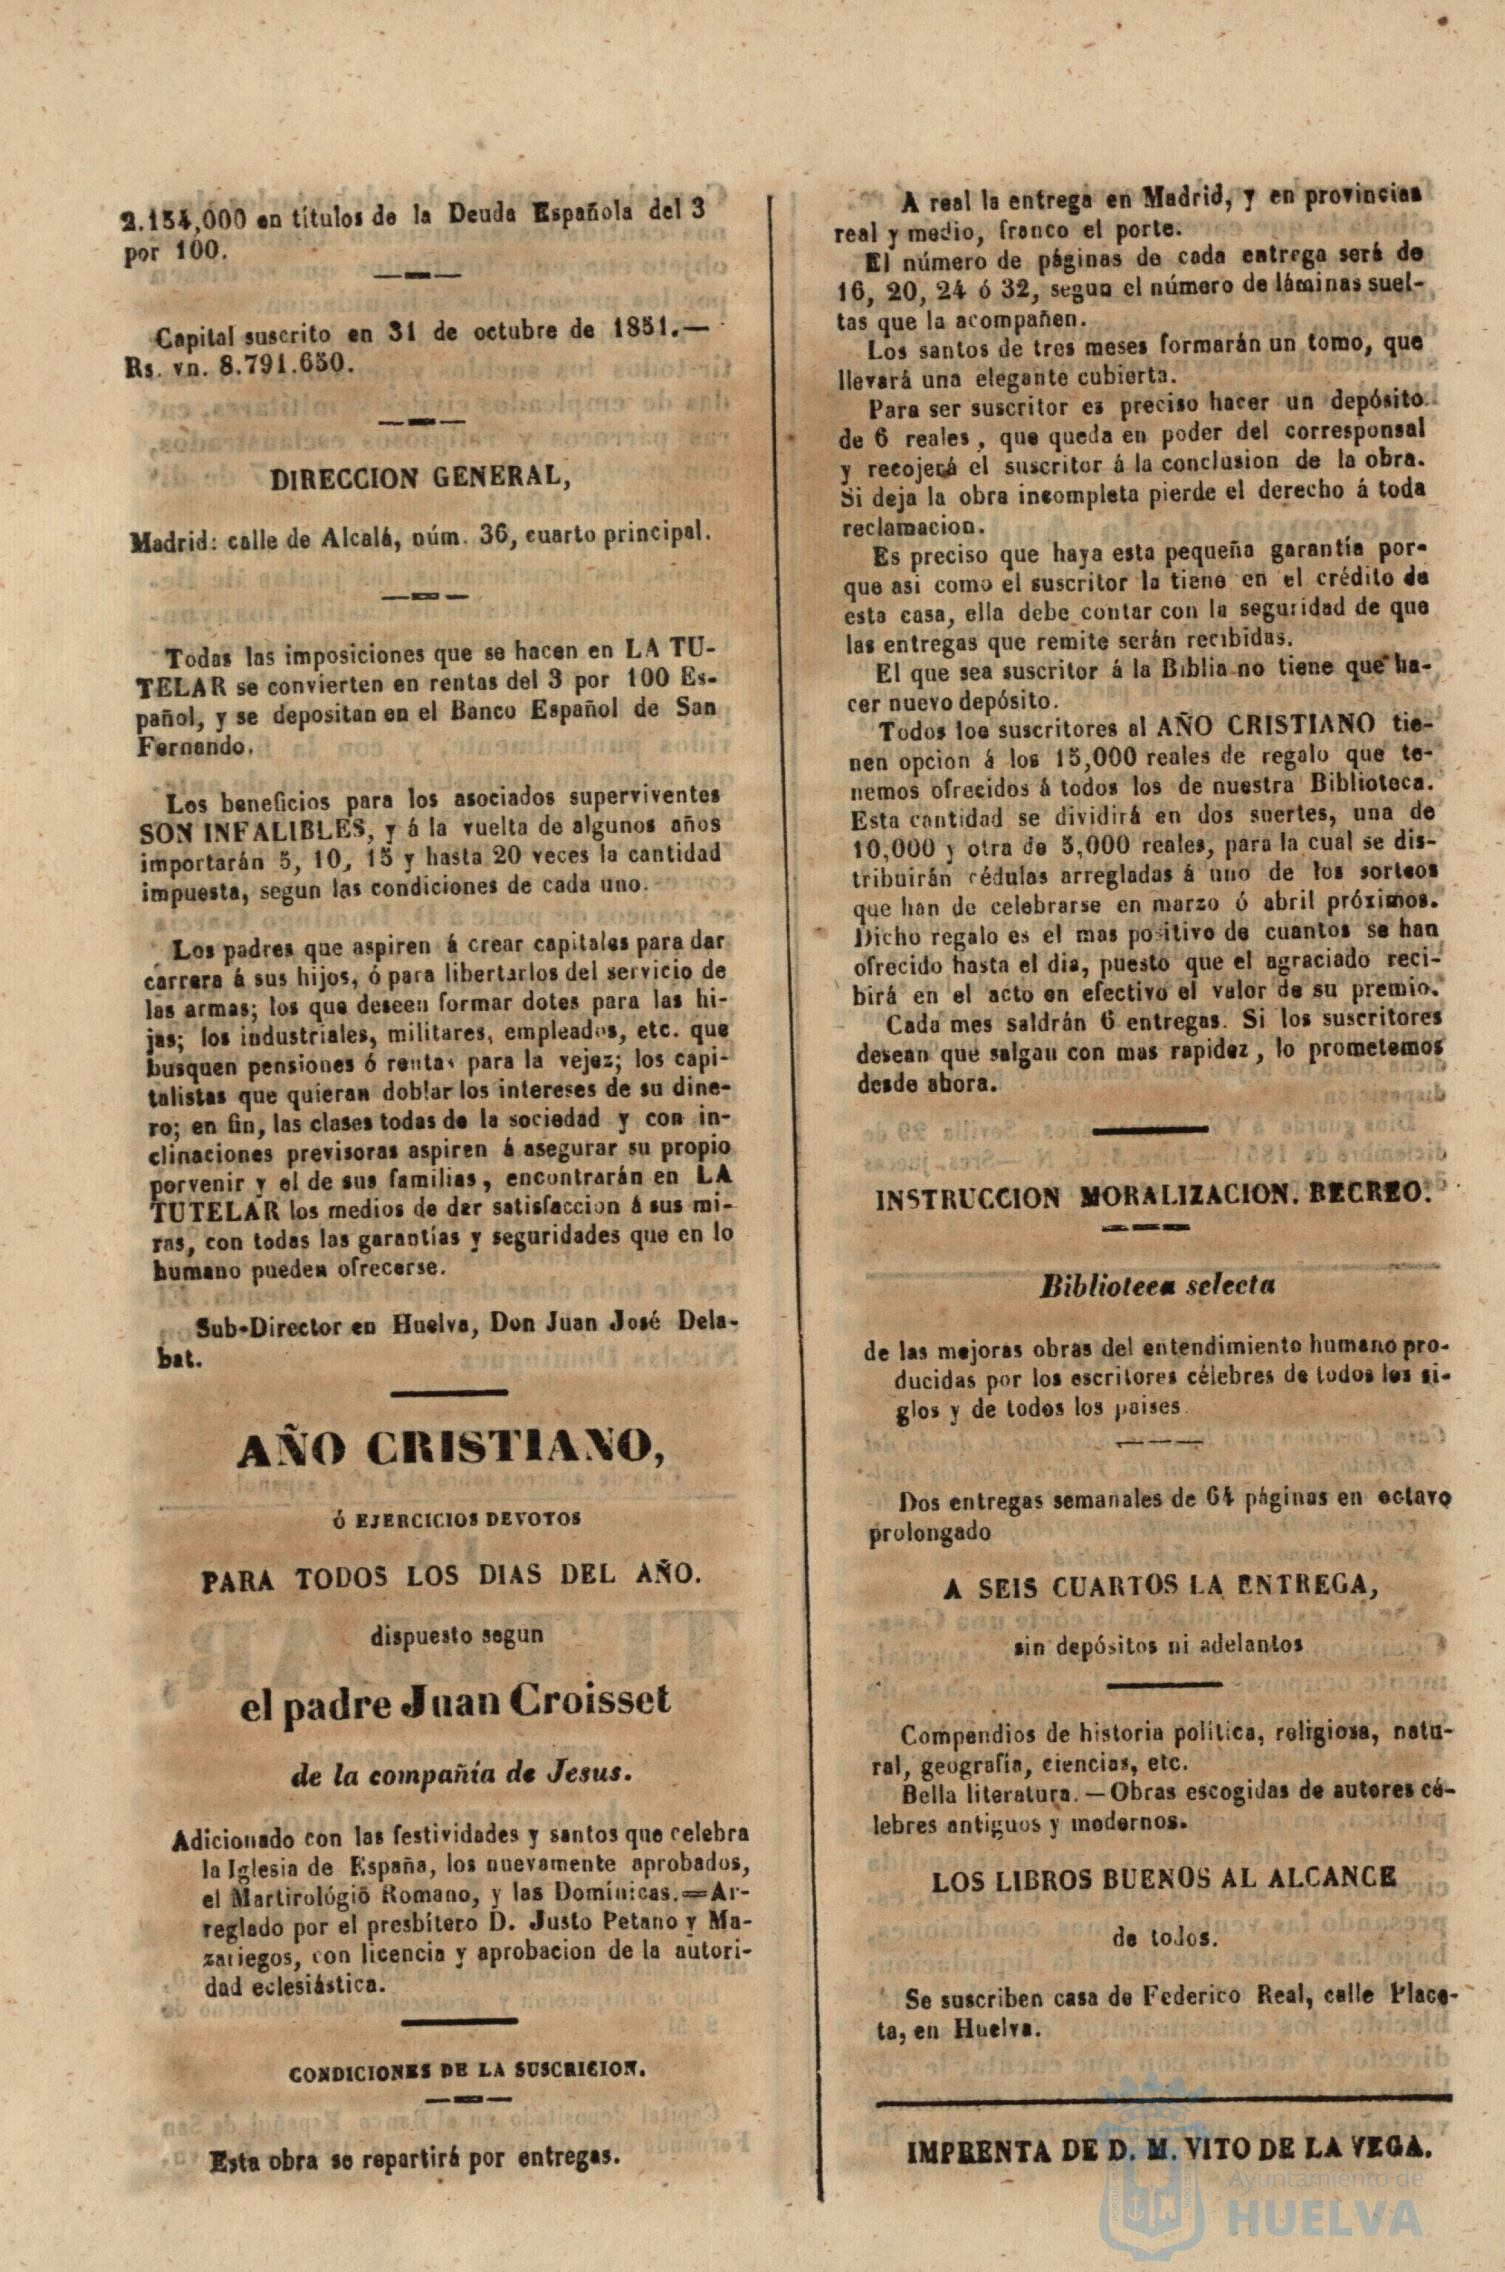 2.154,000 en títulos de la Deuda Española del 3
por 100.
Capital suscrito en 31 de octubre de 1851.—
Rs. vn. 8.791.650.
DIRECCION GENERAL,
Madrid: calle de Alcalá, núm. 36, cuarto principal.
Todas las imposiciones que se hacen en LA TU-
TELAR se convierten en rentas del 3 por 100 Es-
pañol, y se depositan en el Banco Español de San
Fernando.
Los beneficios para los asociados supervivientes
SON INFALIBLES, y á la vuelta de algunos años
importarán 5, 10, 15 y hasta 20 veces la cantidad
impuesta, segun las condiciones de cada uno.
Los padres que aspiren á crear capitales para dar
carrera á sus hijos, ó para libertarlos del servicio de
las armas; los que deseen formar dotes para las hi-
jas; los industriales, militares, empleados, etc. que
busquen pensiones ó rentas para la vejez; los capi-
talistas que quieran doblar los intereses de su dine-
ro; en fin, las clases todas de la sociedad y con in-
clinaciones previsoras aspiren á asegurar su propio
porvenir y el de sus familias, encontrarán en LA
TUTELAR los medios de dar satisfaccion á sus mi-
ras, con todas las garantías y seguridades que en lo
humano pueden ofrecerse.
Sub-Director en Huelva, Don Juan José Dela-
bat.
AÑO CRISTIANO,
Ó EJERCICIOS DEVOTOS
PARA TODOS LOS DIAS DEL AÑO.
dispuesto segun
el padre Juan Croisset
de la compañía de Jesus.
Adicionado con las festividades y santos que celebra
la Iglesia de España, los nuevamente aprobados,
el Martirológio Romano, y las Domínicas.=Ar-
reglado por el presbítero D. Justo Petano y Ma-
zariegos, con licencia y aprobacion de la autori-
dad eclesiástica.
CONDICIONES DE LA SUSCRICION.
Esta obra se repartirá por entregas.
A real la entrega en Madrid, y en provincias
real y medio, franco el porte.
El número de páginas de cada entrega será de
16, 20, 24 ó 32, segun el número de láminas suel-
tas que la acompañen.
Los santos de tres meses formarán un tomo, que
llevará una elegante cubierta.
Para ser suscritor es preciso hacer un depósito
de 6 reales, que queda en poder del corresponsal
y recojerá el suscritor á la conclusion de la obra.
Si deja la obra incompleta pierde el derecho á toda
reclamacion.
Es preciso que haya esta pequeña garantía por-
que asi como el suscritor la tiene en el crédito de
esta casa, ella debe contar con la seguridad de que
las entregas que remite serán recibidas.
El que sea suscritor á la Biblia no tiene que ha-
cer nuevo depósito.
Todos los suscritores al AÑO CRISTIANO tie-
nen opcion á los 15,000 reales de regalo que te-
nemos ofrecidos á todos los de nuestra Biblioteca.
Esta cantidad se dividirá en dos suertes, una de
10,000 y otra de 5,000 reales, para la cual se dis-
tribuirán cédulas arregladas á uno de los sorteos
que han de celebrarse en marzo ó abril próximos.
Dicho regalo es el mas positivo de cuantos se han
ofrecido hasta el dia, puesto que el agraciado reci-
birá en el acto en efectivo el valor de su premio.
Cada mes saldrán 6 entregas. Si los suscritores
desean que salgan con mas rapidez, lo prometemos
desde ahora.
INSTRUCCION MORALIZACION. RECREO.
Biblioteca selecta
de las mejores obras del entendimiento humano pro-
ducidas por los escritores célebres de todos los si-
glos y de todos los paises.
Dos entregas semanales de 64 páginas en octavo
prolongado
A SEIS CUARTOS LA ENTREGA,
sin depósitos ni adelantos
Compendios de historia política, religiosa, natu-
ral, geografía, ciencias, etc.
Bella literatura.—Obras escogidas de autores cé-
lebres antiguos y modernos.
LOS LIBROS BUENOS AL ALCANCE
de todos.
Se suscriben casa de Federico Real, calle Place-
ta, en Huelva.
IMPRENTA DE D. M. VITO DE LA VEGA.
Ayuntamiento de
HUELVA